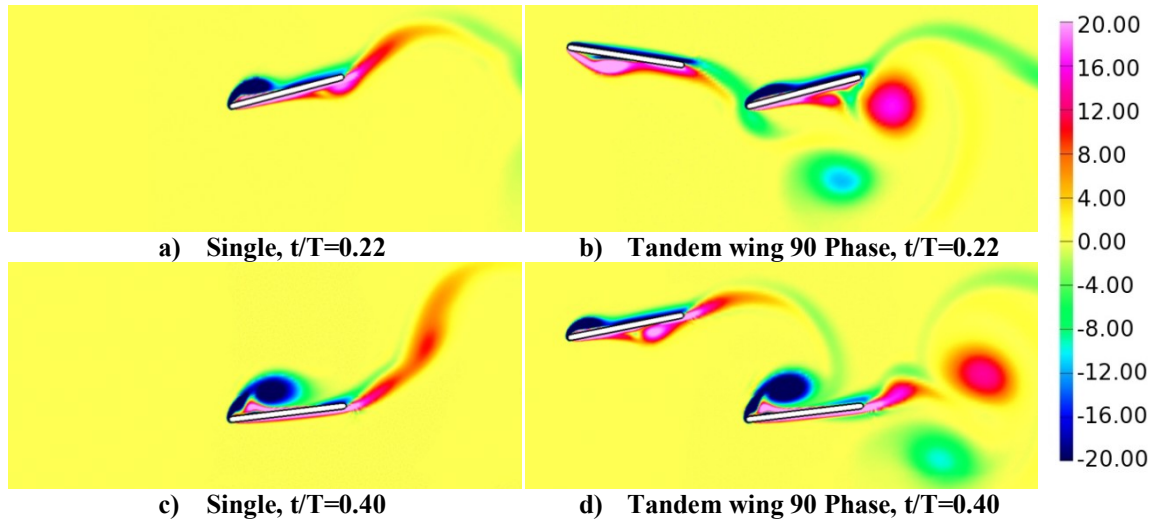 a) Single, t/T=0.22
b) Tandem wing 90 Phase, t/T=0.22
c) Single, t/T=0.40
d) Tandem wing 90 Phase, t/T=0.40
20.00
16.00
12.00
8.00
4.00
0.00
-4.00
-8.00
-12.00
-16.00
-20.00